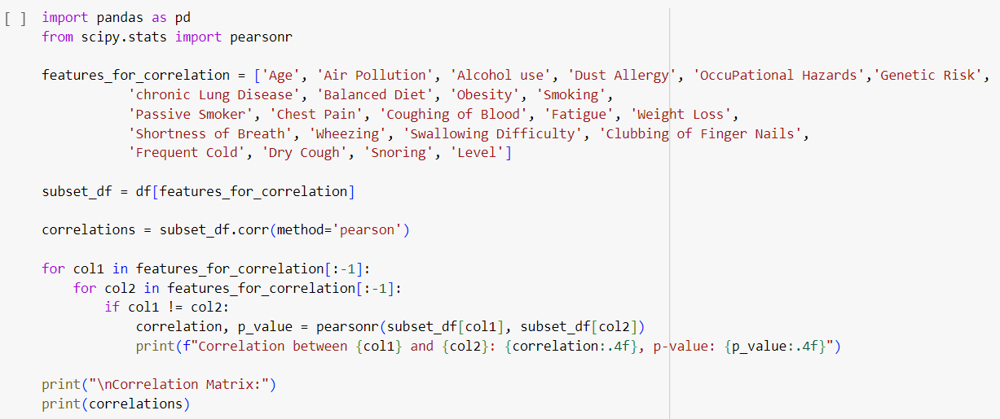 [ ] import pandas as pd
from scipy.stats import pearsonr
features_for_correlation = ['Age', 'Air Pollution', 'Alcohol use', 'Dust Allergy', 'OccuPational Hazards','Genetic Risk',
'chronic Lung Disease', 'Balanced Diet', 'Obesity', 'Smoking',
'Passive Smoker', 'Chest Pain', 'Coughing of Blood', 'Fatigue', 'Weight Loss',
'Shortness of Breath', 'Wheezing', 'Swallowing Difficulty', 'Clubbing of Finger Nails',
'Frequent Cold', 'Dry Cough', 'Snoring', 'Level']
subset_df = df[features_for_correlation]
correlations = subset_df.corr(method='pearson')
for col1 in features_for_correlation[:-1]:
for col2 in features_for_correlation[:-1]:
if col1 != col2:
correlation, p_value = pearsonr(subset_df[col1], subset_df[col2])
print(f"Correlation between {col1} and {col2}: {correlation:.4f}, p-value: {p_value:.4f}")
print("\nCorrelation Matrix:")
print(correlations)